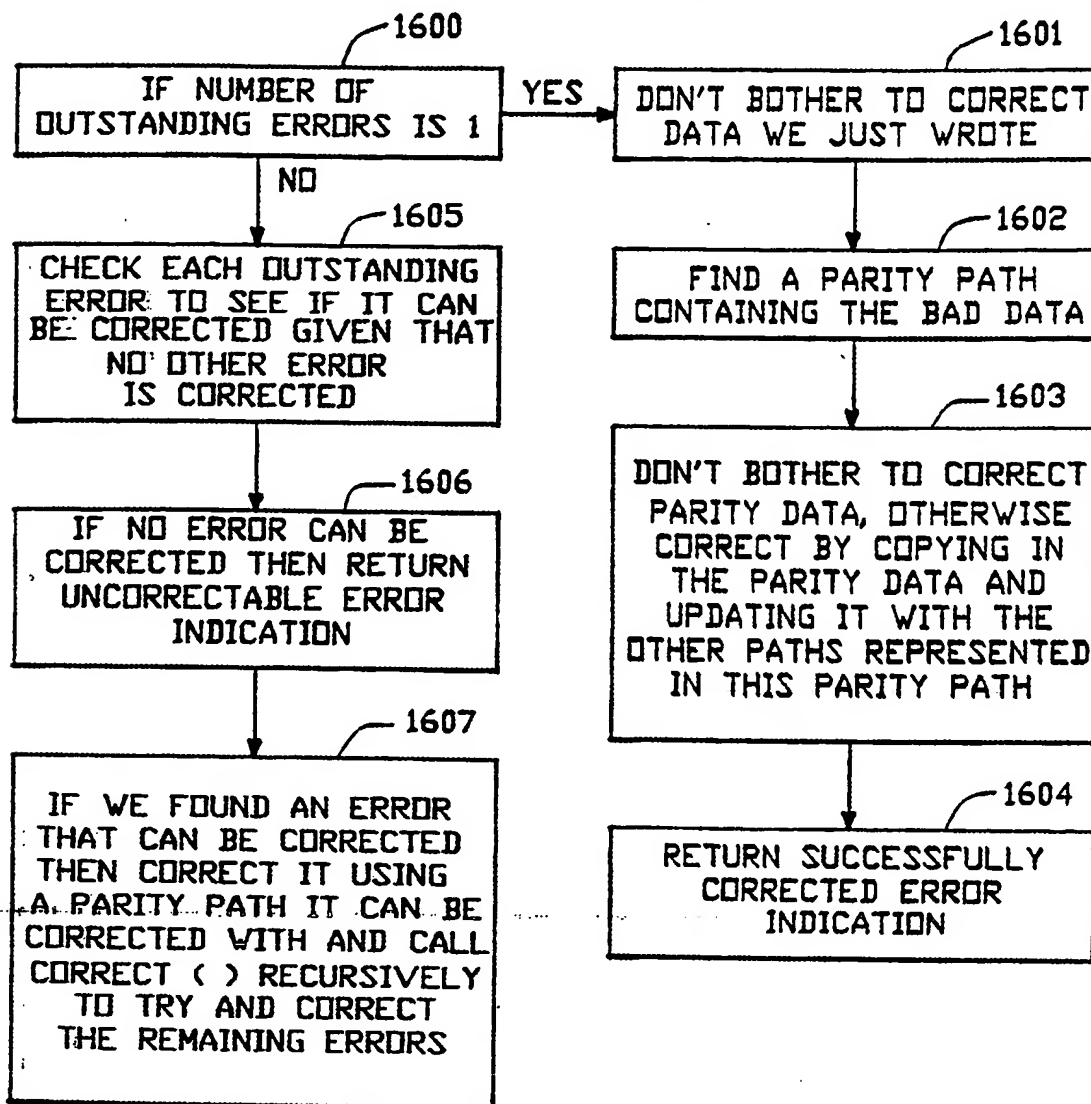 1600
IF NUMBER OF
OUTSTANDING ERRORS IS 1
YES
NO
1601
DON'T BOTHER TO CORRECT
DATA WE JUST WROTE
1602
FIND A PARITY PATH
CONTAINING THE BAD DATA
1603
DON'T BOTHER TO CORRECT
PARITY DATA, OTHERWISE
CORRECT BY COPYING IN
THE PARITY DATA AND
UPDATING IT WITH THE
OTHER PATHS REPRESENTED
IN THIS PARITY PATH
1604
RETURN SUCCESSFULLY
CORRECTED ERROR
INDICATION
1605
CHECK EACH OUTSTANDING
ERROR TO SEE IF IT CAN
BE CORRECTED GIVEN THAT
NO OTHER ERROR
IS CORRECTED
1606
IF NO ERROR CAN BE
CORRECTED THEN RETURN
UNCORRECTABLE ERROR
INDICATION
1607
IF WE FOUND AN ERROR
THAT CAN BE CORRECTED
THEN CORRECT IT USING
A PARITY PATH IT CAN BE
CORRECTED WITH AND CALL
CORRECT ( ) RECURSIVELY
TO TRY AND CORRECT
THE REMAINING ERRORS